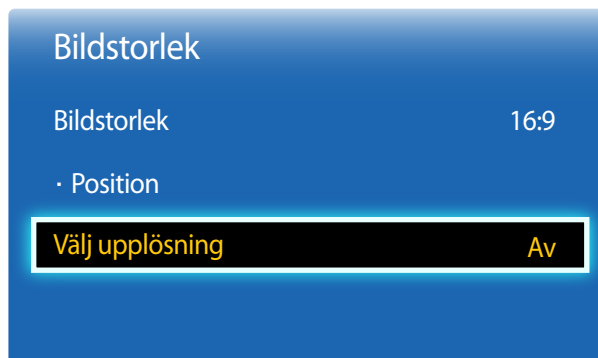 Bildstorlek
Bildstorlek 16:9
· Position
Välj upplösning Av